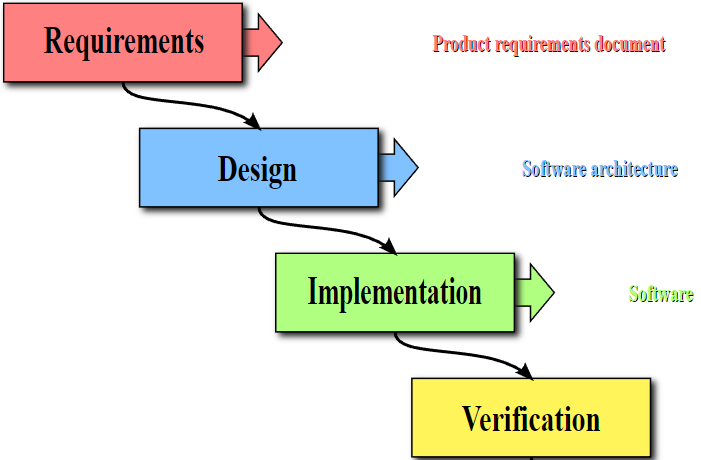 Requirements
Product requirements document
Design
Software architecture
Implementation
Software
Verification